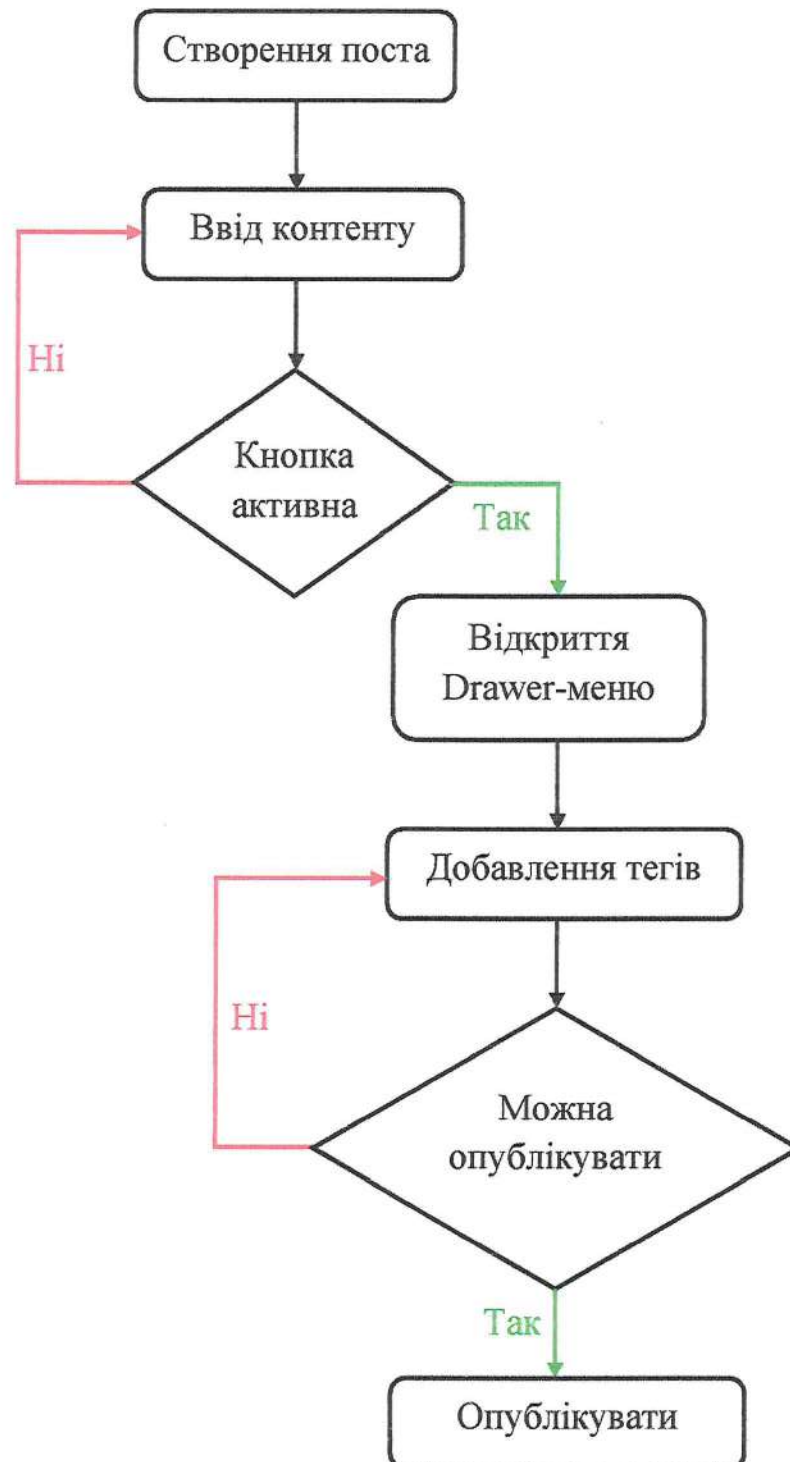 Створення поста
Ввід контенту
Ні
Кнопка
активна
Так
Відкриття
Drawer-меню
Добавлення тегів
Ні
Можна
опублікувати
Так
Опублікувати